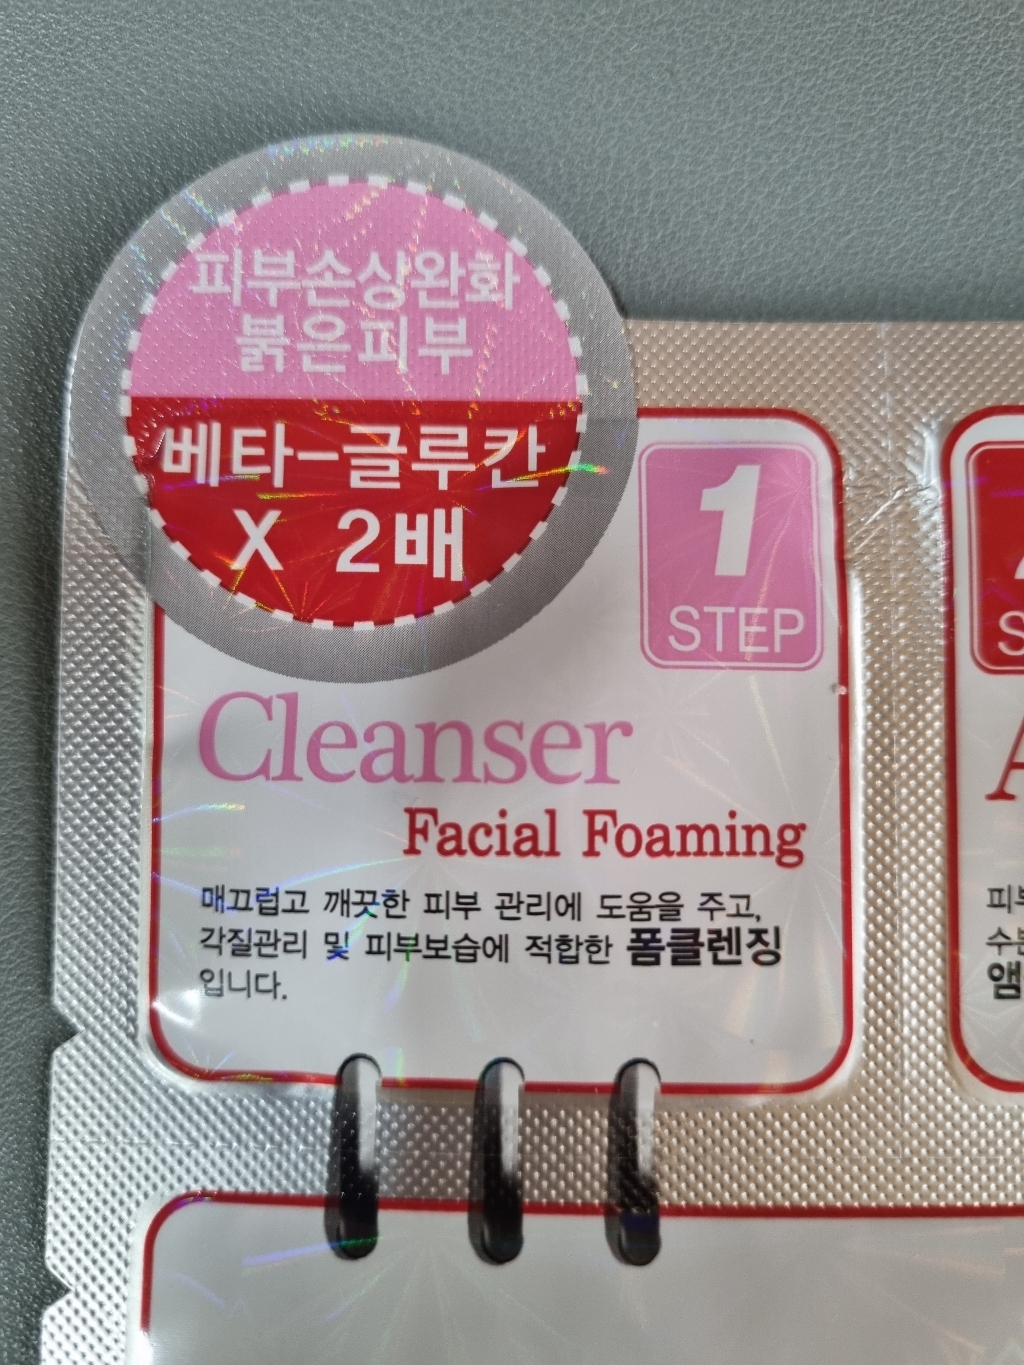 피부손상완화
붉은피부
베타-글루칸
X 2배
1
STEP
Cleanser
Facial Foaming
매끄럽고 깨끗한 피부 관리에 도움을 주고,
각질관리 및 피부보습에 적합한 폼클렌징
입니다.